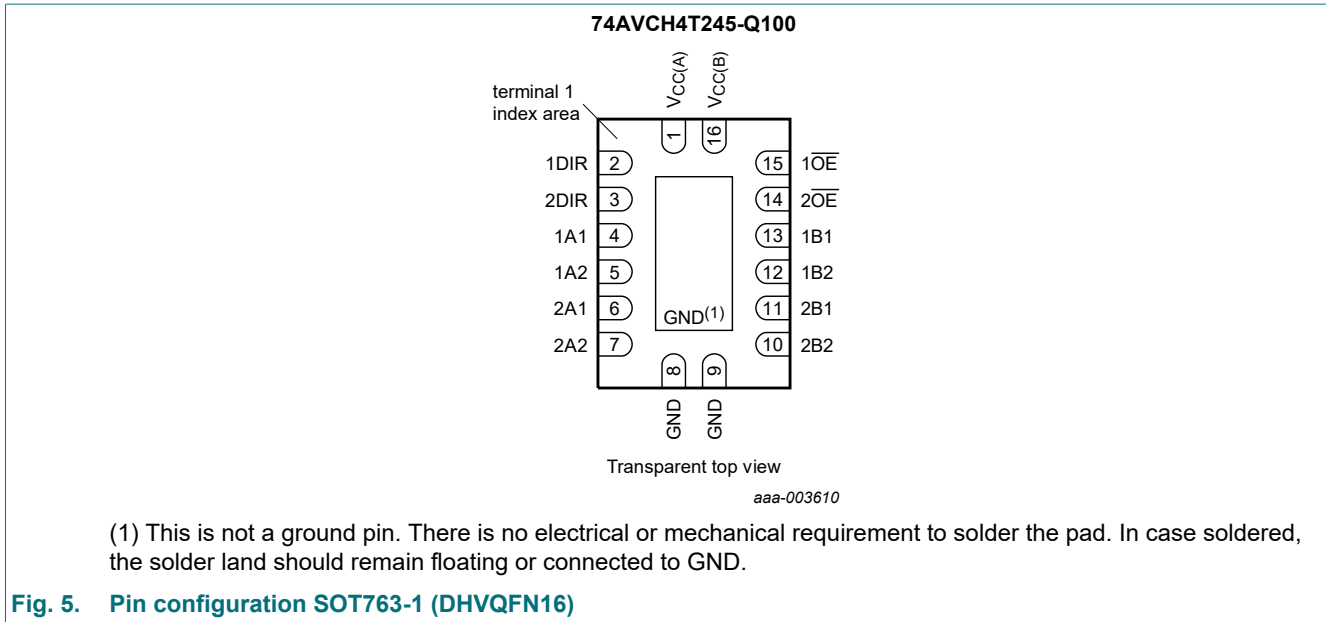 74AVCH4T245-Q100
terminal 1
index area
VCC(A)
VCC(B)
1
16
1DIR 2
15 1OE
2DIR 3
14 2OE
1A1 4
13 1B1
1A2 5
12 1B2
2A1 6
11 2B1
GND(1)
2A2 7
10 2B2
8
9
GND
GND
Transparent top view
aaa-003610
(1) This is not a ground pin. There is no electrical or mechanical requirement to solder the pad. In case soldered,
the solder land should remain floating or connected to GND.
Fig. 5. Pin configuration SOT763-1 (DHVQFN16)